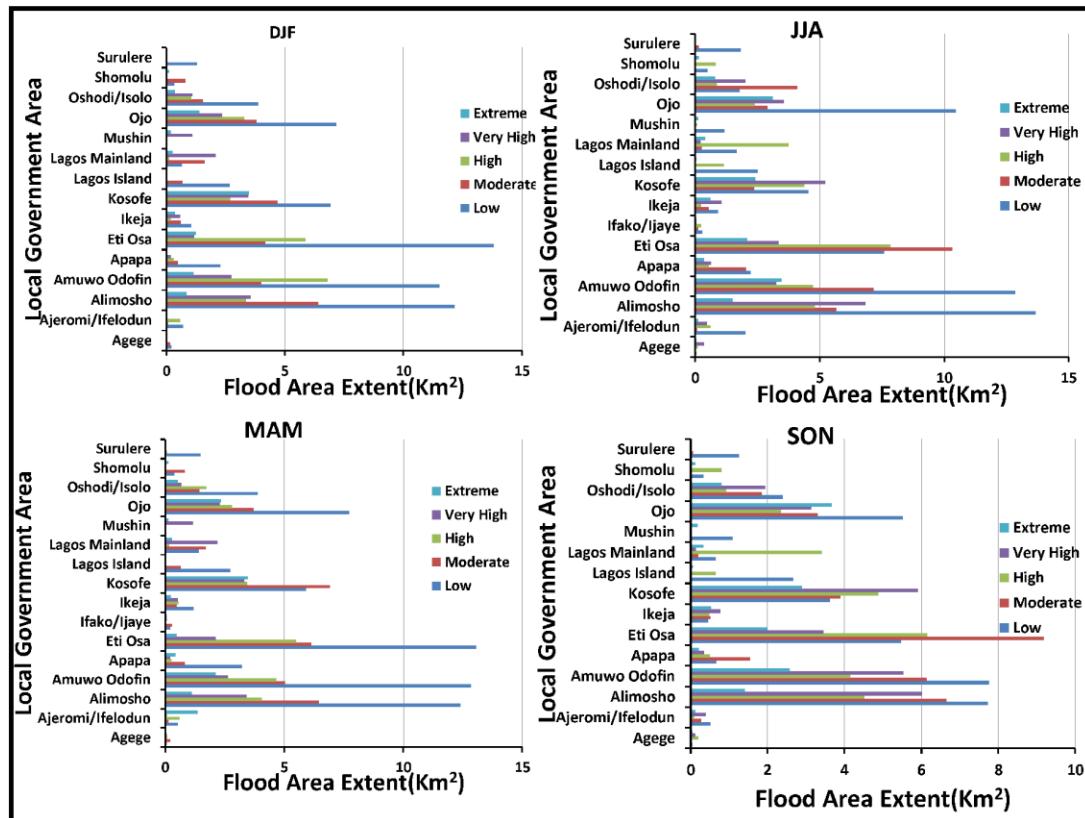 DJF
Local Government Area
Surulere
Shomolu
Oshodi/Isolo
Ojo
Mushin
Lagos Mainland
Lagos Island
Kosofe
Ikeja
Eti Osa
Apapa
Amuwo Odofin
Alimosho
Ajeromi/Ifelodun
Agege
Extreme
Very High
High
Moderate
Low
0 5 10 15
Flood Area Extent(Km²)
JJA
Local Government Area
Surulere
Shomolu
Oshodi/Isolo
Ojo
Mushin
Lagos Mainland
Lagos Island
Kosofe
Ikeja
Ifako/Ijaye
Eti Osa
Apapa
Amuwo Odofin
Alimosho
Ajeromi/Ifelodun
Agege
Extreme
Very High
High
Moderate
Low
0 5 10 15
Flood Area Extent(Km²)
MAM
Local Government Area
Surulere
Shomolu
Oshodi/Isolo
Ojo
Mushin
Lagos Mainland
Lagos Island
Kosofe
Ikeja
Ifako/Ijaye
Eti Osa
Apapa
Amuwo Odofin
Alimosho
Ajeromi/Ifelodun
Agege
Extreme
Very High
High
Moderate
Low
0 5 10 15
Flood Area Extent(Km²)
SON
Local Government Area
Surulere
Shomolu
Oshodi/Isolo
Ojo
Mushin
Lagos Mainland
Lagos Island
Kosofe
Ikeja
Eti Osa
Apapa
Amuwo Odofin
Alimosho
Ajeromi/Ifelodun
Agege
Extreme
Very High
High
Moderate
Low
0 2 4 6 8 10
Flood Area Extent(Km²)